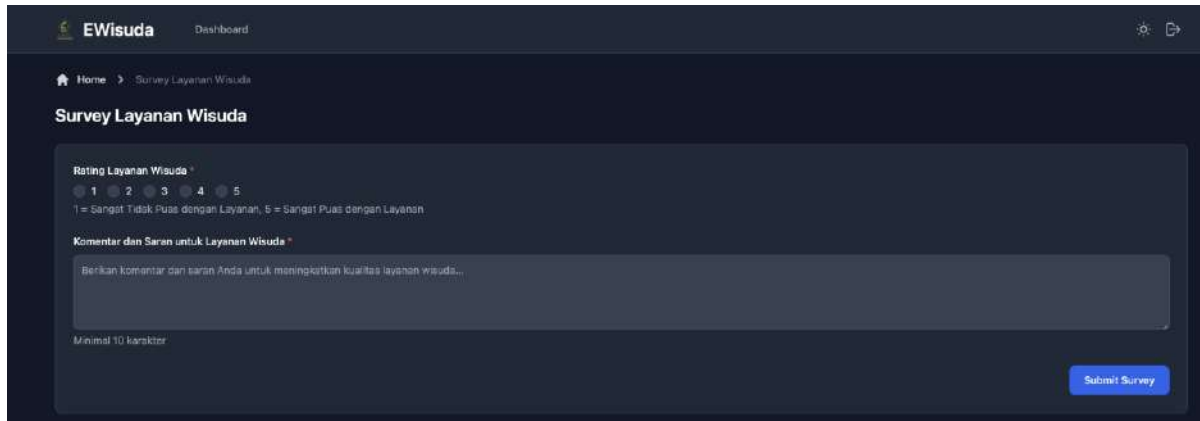 EWisuda Dashboard
Home > Survey Layanan Wisuda
Survey Layanan Wisuda
Rating Layanan Wisuda *
1 2 3 4 5
1 = Sangat Tidak Puas dengan Layanan, 5 = Sangat Puas dengan Layanan
Komentar dan Saran untuk Layanan Wisuda *
Berikan komentar dan saran Anda untuk meningkatkan kualitas layanan wisuda...
Minimal 10 karakter
Submit Survey